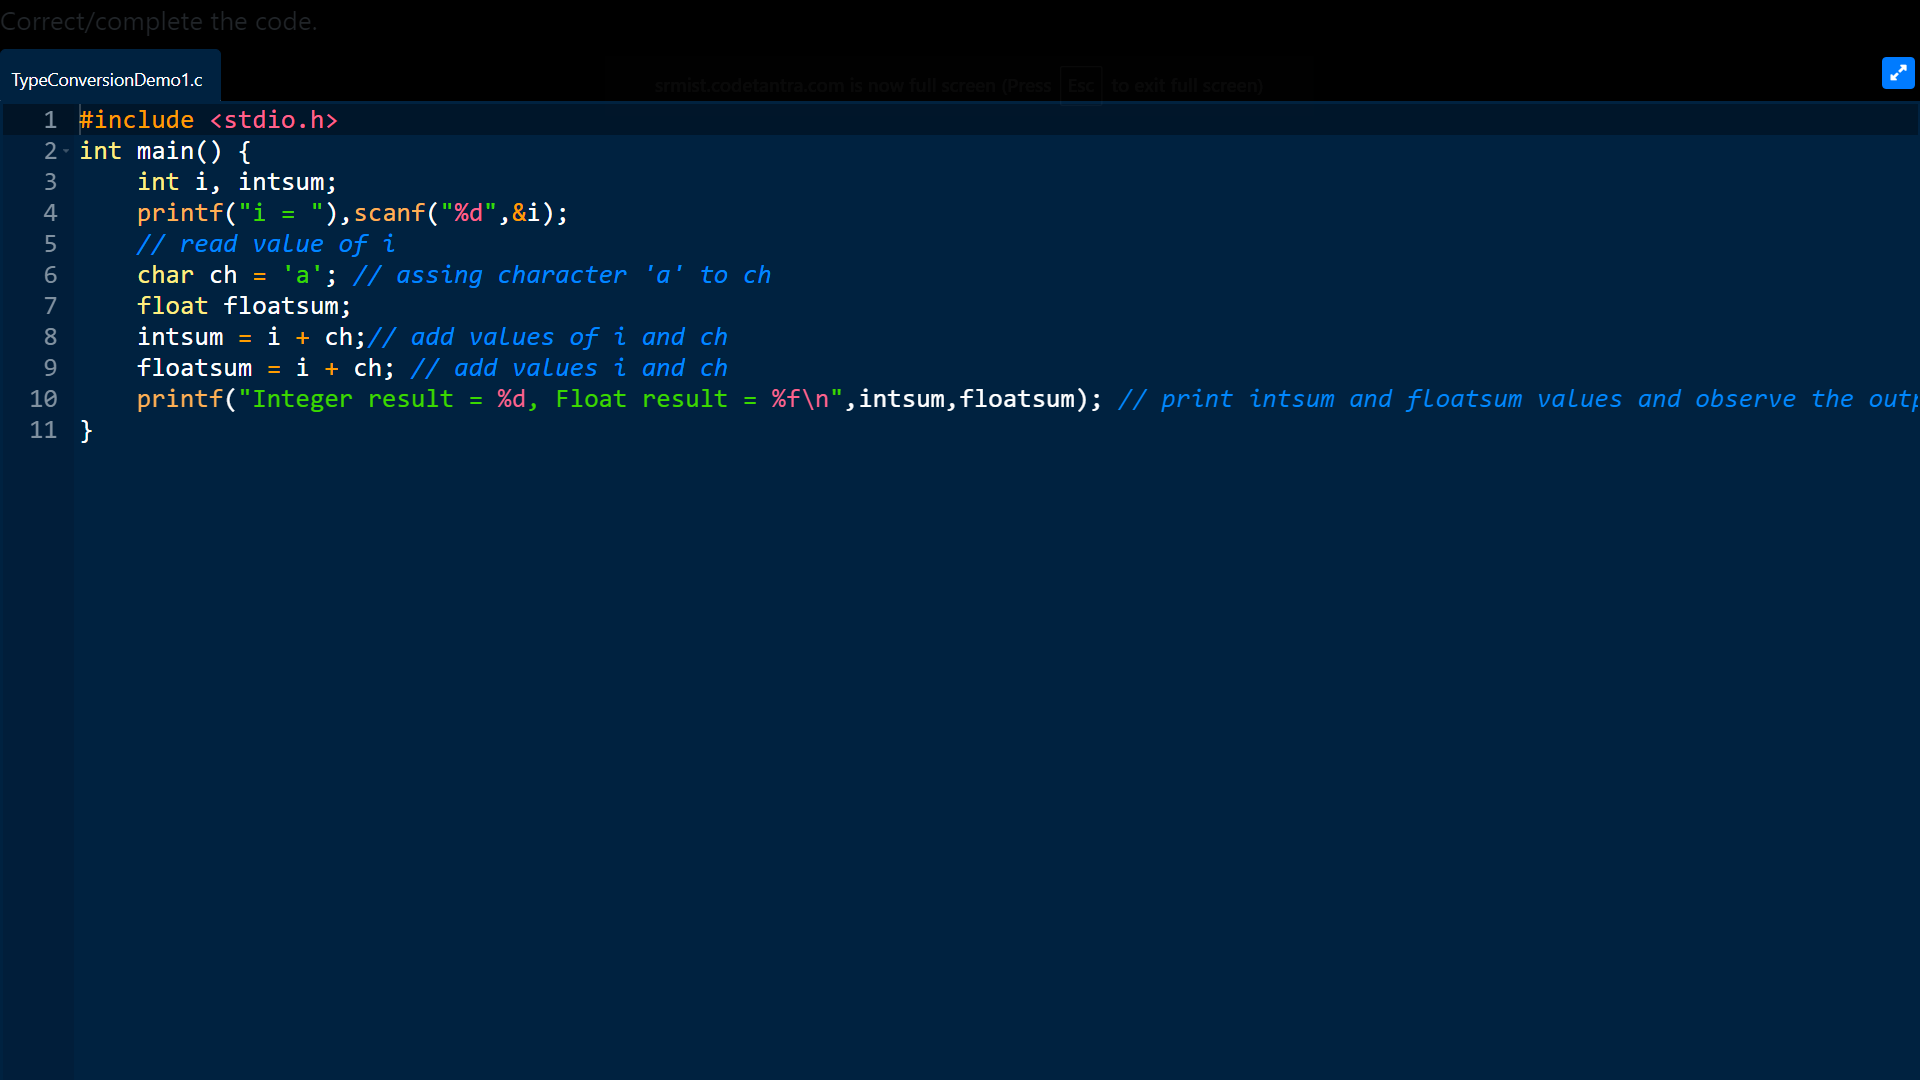 Correct/complete the code.
TypeConversionDemo1.c
srmist.codetantra.com is now full screen (Press Esc to exit full screen)
1 #include <stdio.h>
2 int main() {
3 int i, intsum;
4 printf("i = "),scanf("%d",&i);
5 // read value of i
6 char ch = 'a'; // assing character 'a' to ch
7 float floatsum;
8 intsum = i + ch;// add values of i and ch
9 floatsum = i + ch; // add values i and ch
10 printf("Integer result = %d, Float result = %f\n",intsum,floatsum); // print intsum and floatsum values and observe the outp
11 }